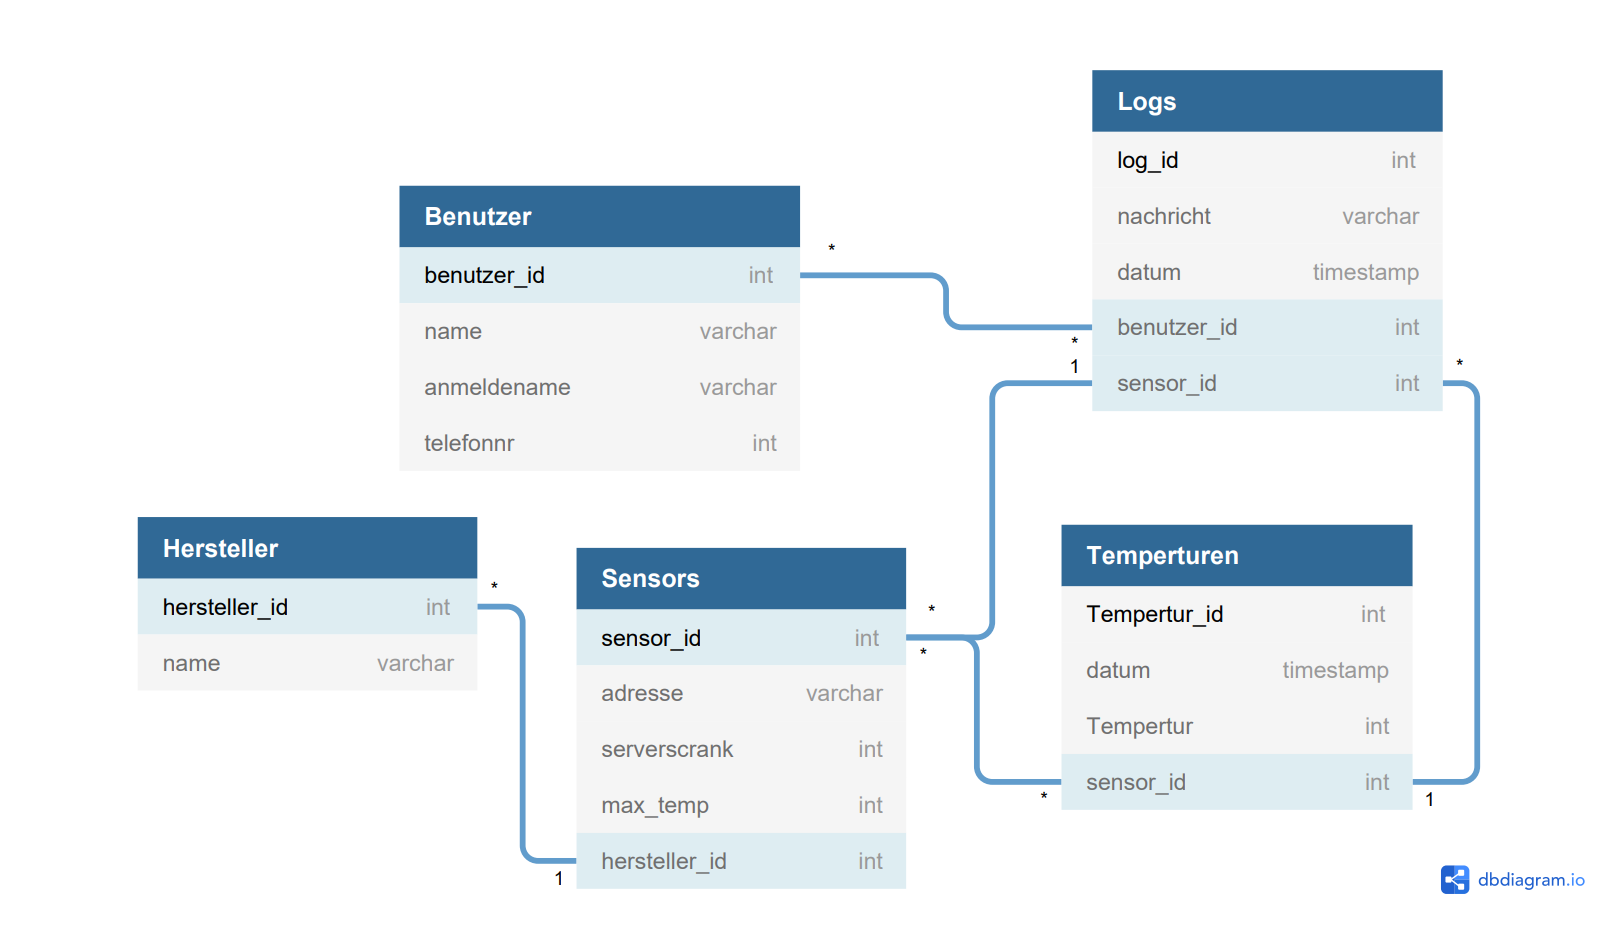 Logs
log_id int
nachricht varchar
datum timestamp
benutzer_id int
sensor_id int
*
1
*
Benutzer
benutzer_id int
*
name varchar
anmeldename varchar
telefonnr int
Hersteller
hersteller_id int
*
name varchar
Sensors
sensor_id int
*
*
adresse varchar
serverscrank int
max_temp int
hersteller_id int
1
Temperturen
Tempertur_id int
datum timestamp
Tempertur int
sensor_id int
*
1
dbdiagram.io